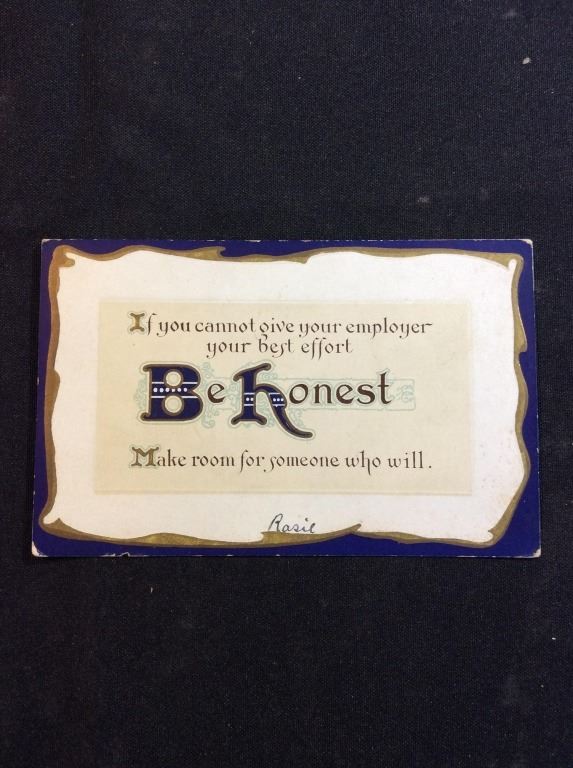 If you cannot give your employer
your best effort
Be Honest
Make room for someone who will.
Rosie